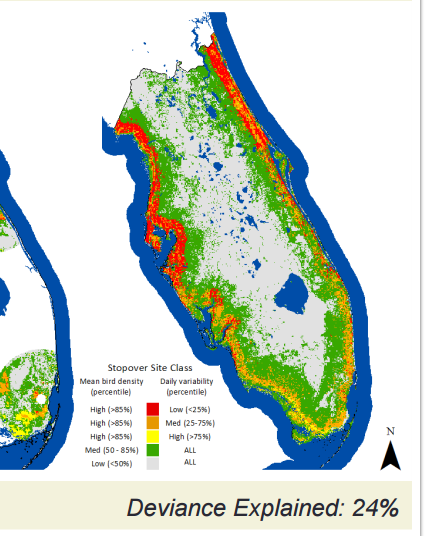 Stopover Site Class
Mean bird density Daily variability
(percentile) (percentile)
High (>85%) Low (<25%)
High (>85%) Med (25-75%)
High (>85%) High (>75%)
Med (50 - 85%) ALL
Low (<50%) ALL
N
Deviance Explained: 24%